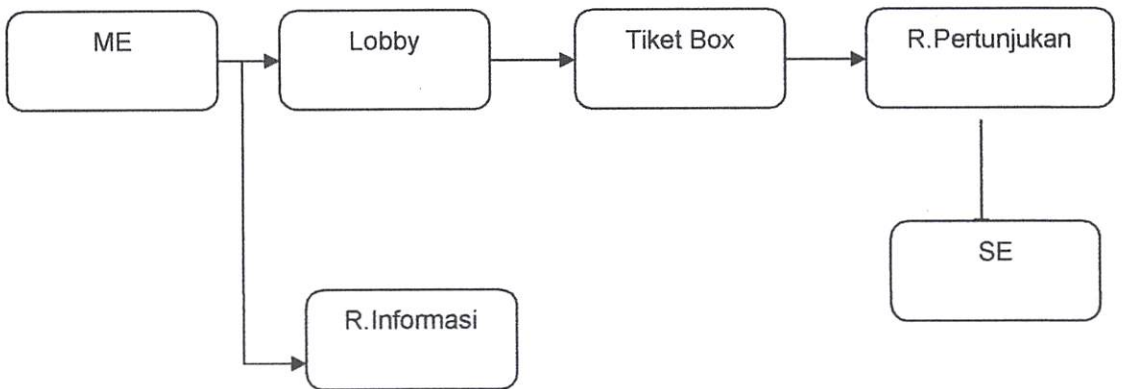 ME
Lobby
Tiket Box
R.Pertunjukan
SE
R.Informasi